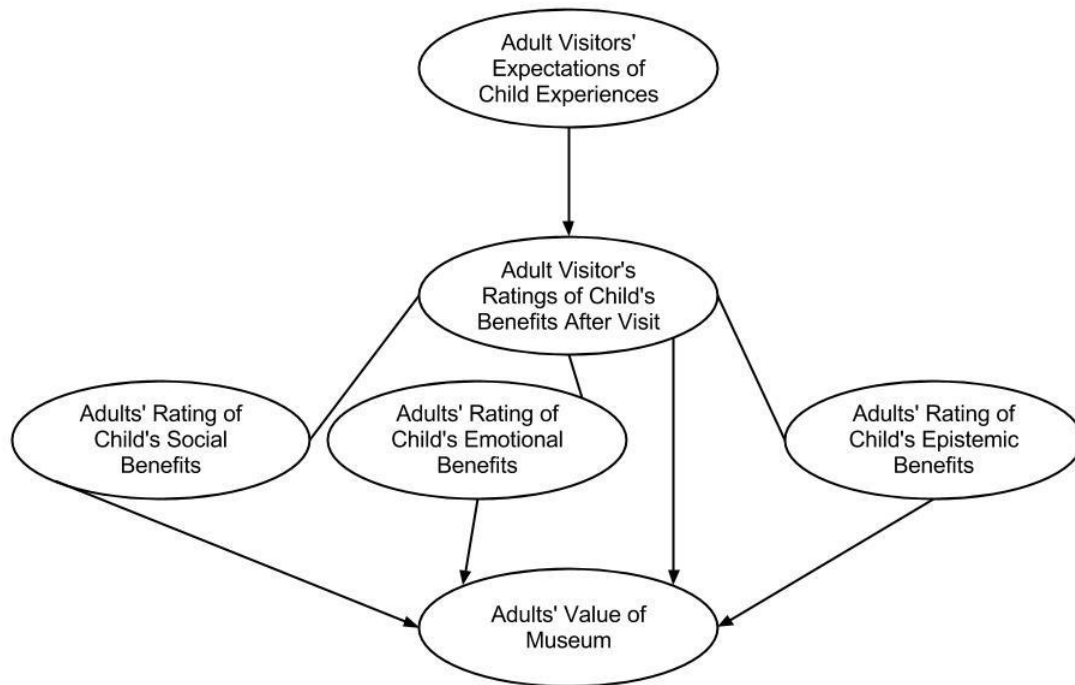 Adult Visitors'
Expectations of
Child Experiences
Adult Visitor's
Ratings of Child's
Benefits After Visit
Adults' Rating of
Child's Social
Benefits
Adults' Rating of
Child's Emotional
Benefits
Adults' Rating of
Child's Epistemic
Benefits
Adults' Value of
Museum